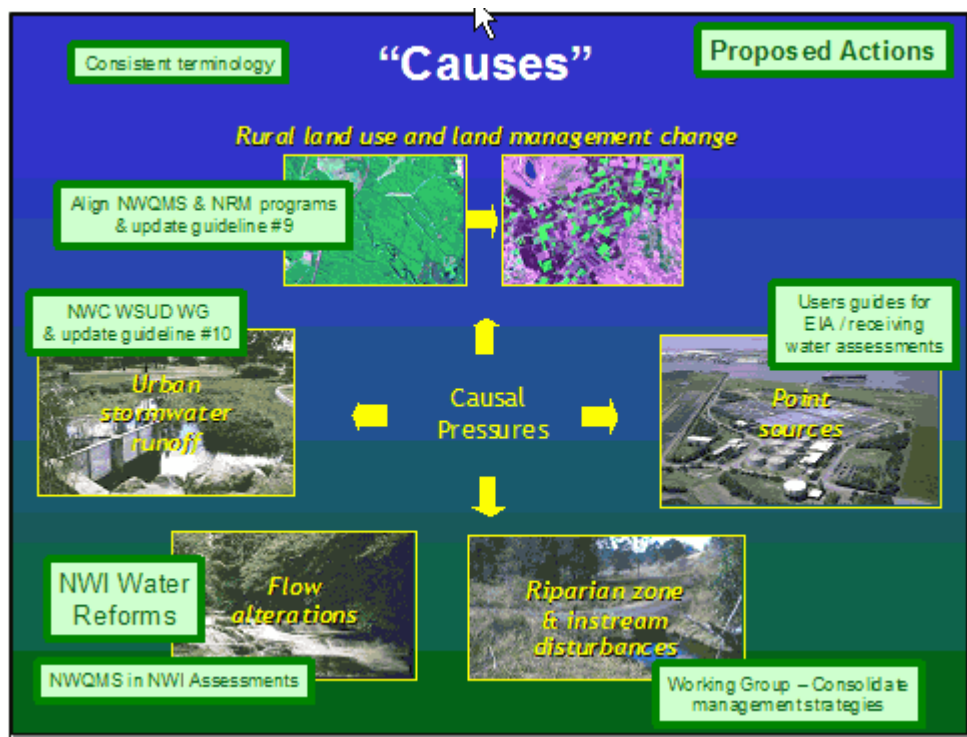 Consistent terminology
“Causes”
Proposed Actions
Rural land use and land management change
Align NWQMS & NRM programs
& update guideline #9
NWC WSUD WG
& update guideline #10
Users guides for
EIA / receiving
water assessments
Urban
stormwater
runoff
Causal
Pressures
Point
sources
NWI Water
Reforms
Flow
alterations
Riparian zone
& instream
disturbances
NWQMS in NWI Assessments
Working Group – Consolidate
management strategies